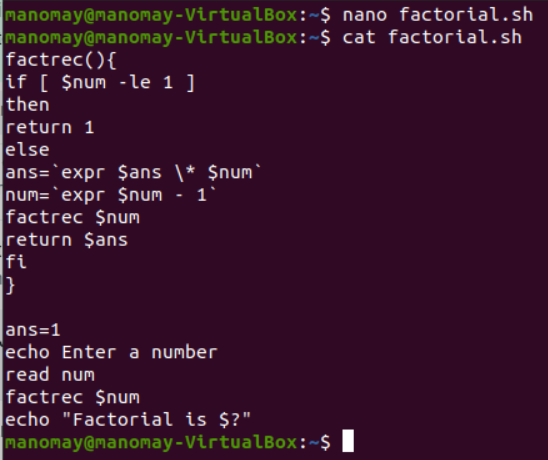 manomay@manomay-VirtualBox:~$ nano factorial.sh
manomay@manomay-VirtualBox:~$ cat factorial.sh
factrec(){
if [ $num -le 1 ]
then
return 1
else
ans=`expr $ans \* $num`
num=`expr $num - 1`
factrec $num
return $ans
fi
}

ans=1
echo Enter a number
read num
factrec $num
echo "Factorial is $?"
manomay@manomay-VirtualBox:~$